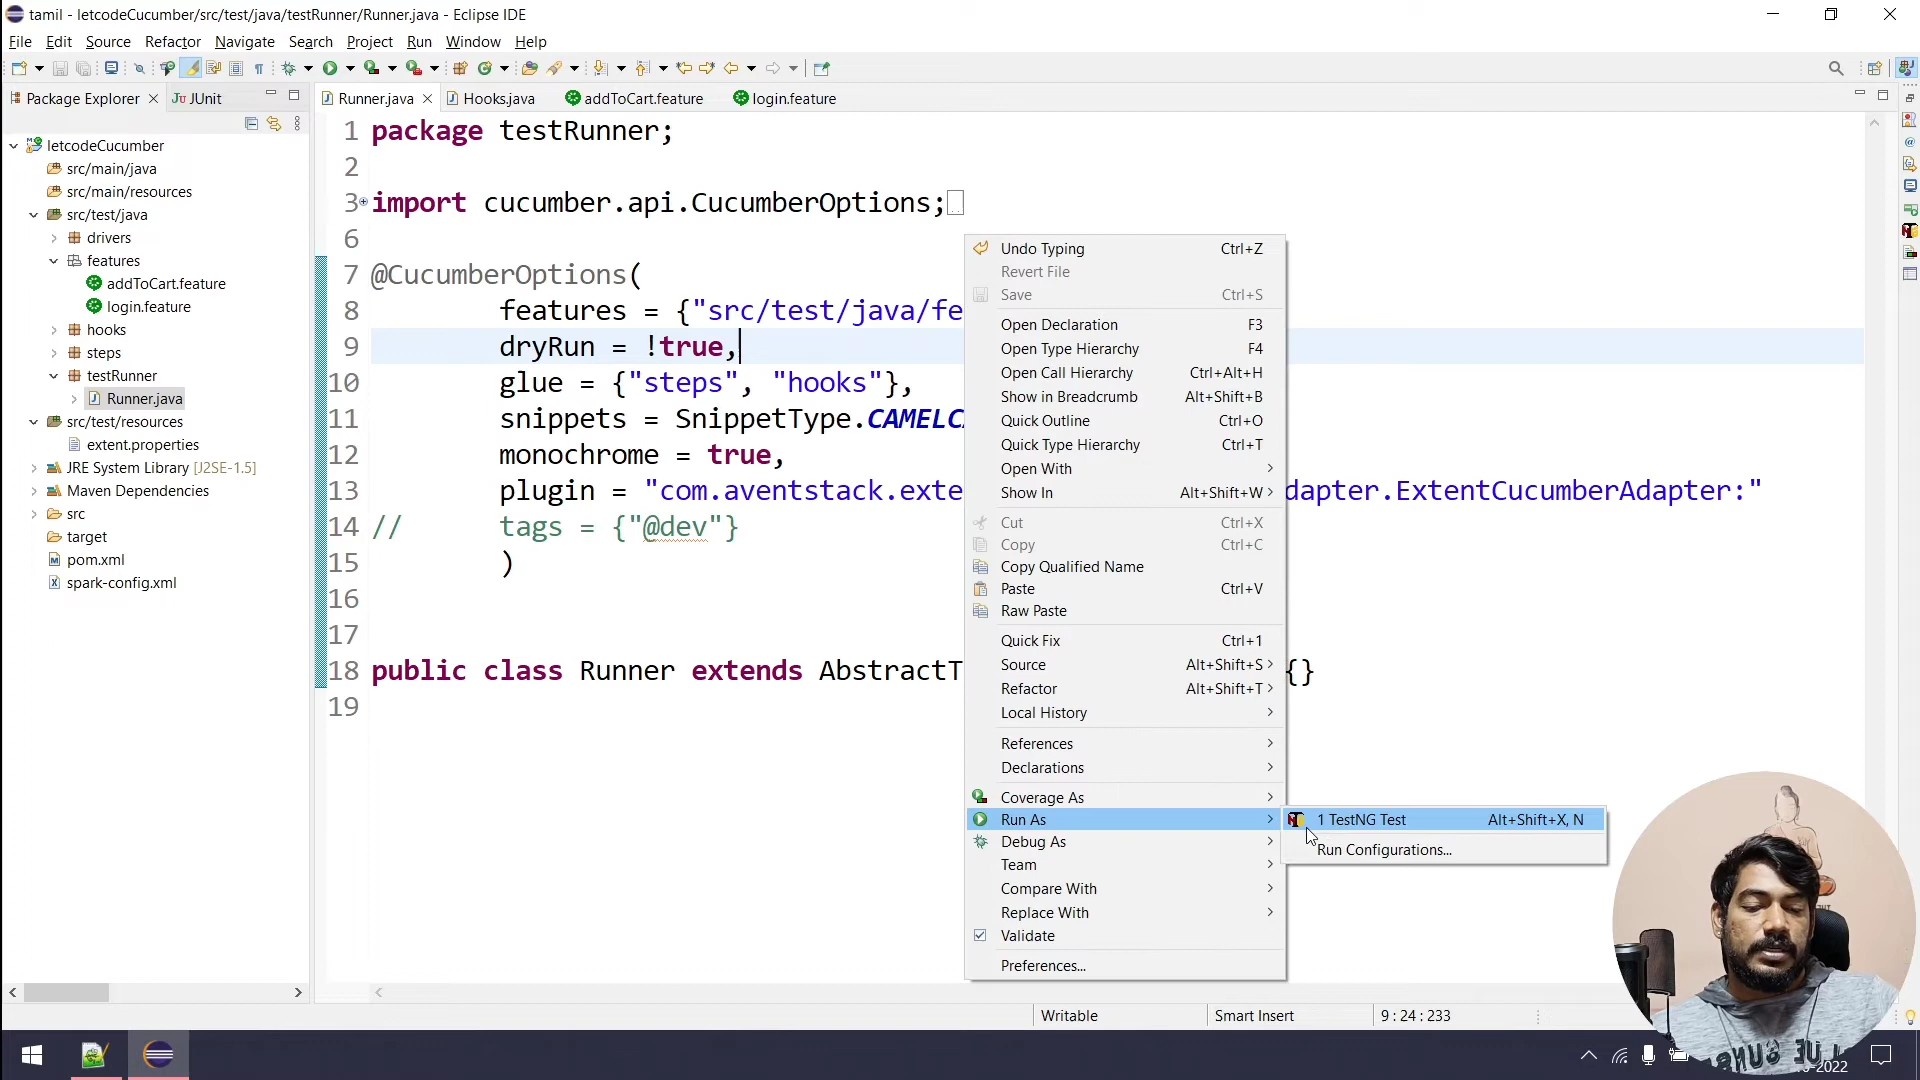 tamil - letcodeCucumber/src/test/java/testRunner/Runner.java - Eclipse IDE
File Edit Source Refactor Navigate Search Project Run Window Help
Package Explorer JUnit
Runner.java Hooks.java addToCart.feature login.feature
letcodeCucumber
src/main/java
src/main/resources
src/test/java
drivers
features
addToCart.feature
login.feature
hooks
steps
testRunner
Runner.java
src/test/resources
extent.properties
JRE System Library [J2SE-1.5]
Maven Dependencies
src
target
pom.xml
spark-config.xml
1 package testRunner;
2
3 import cucumber.api.CucumberOptions;
6
7 @CucumberOptions(
8 features = {"src/test/java/fe
9 dryRun = !true,
10 glue = {"steps", "hooks"},
11 snippets = SnippetType.CAMELCA
12 monochrome = true,
13 plugin = "com.aventstack.exte dapter.ExtentCucumberAdapter:"
14 // tags = {"@dev"}
15 )
16
17
18 public class Runner extends AbstractT {}
19
Undo Typing Ctrl+Z
Revert File
Save Ctrl+S
Open Declaration F3
Open Type Hierarchy F4
Open Call Hierarchy Ctrl+Alt+H
Show in Breadcrumb Alt+Shift+B
Quick Outline Ctrl+O
Quick Type Hierarchy Ctrl+T
Open With
Show In Alt+Shift+W
Cut Ctrl+X
Copy Ctrl+C
Copy Qualified Name
Paste Ctrl+V
Raw Paste
Quick Fix Ctrl+1
Source Alt+Shift+S
Refactor Alt+Shift+T
Local History
References
Declarations
Coverage As
Run As
Debug As
Team
Compare With
Replace With
Validate
Preferences...
1 TestNG Test Alt+Shift+X, N
Run Configurations...
Writable Smart Insert 9 : 24 : 233